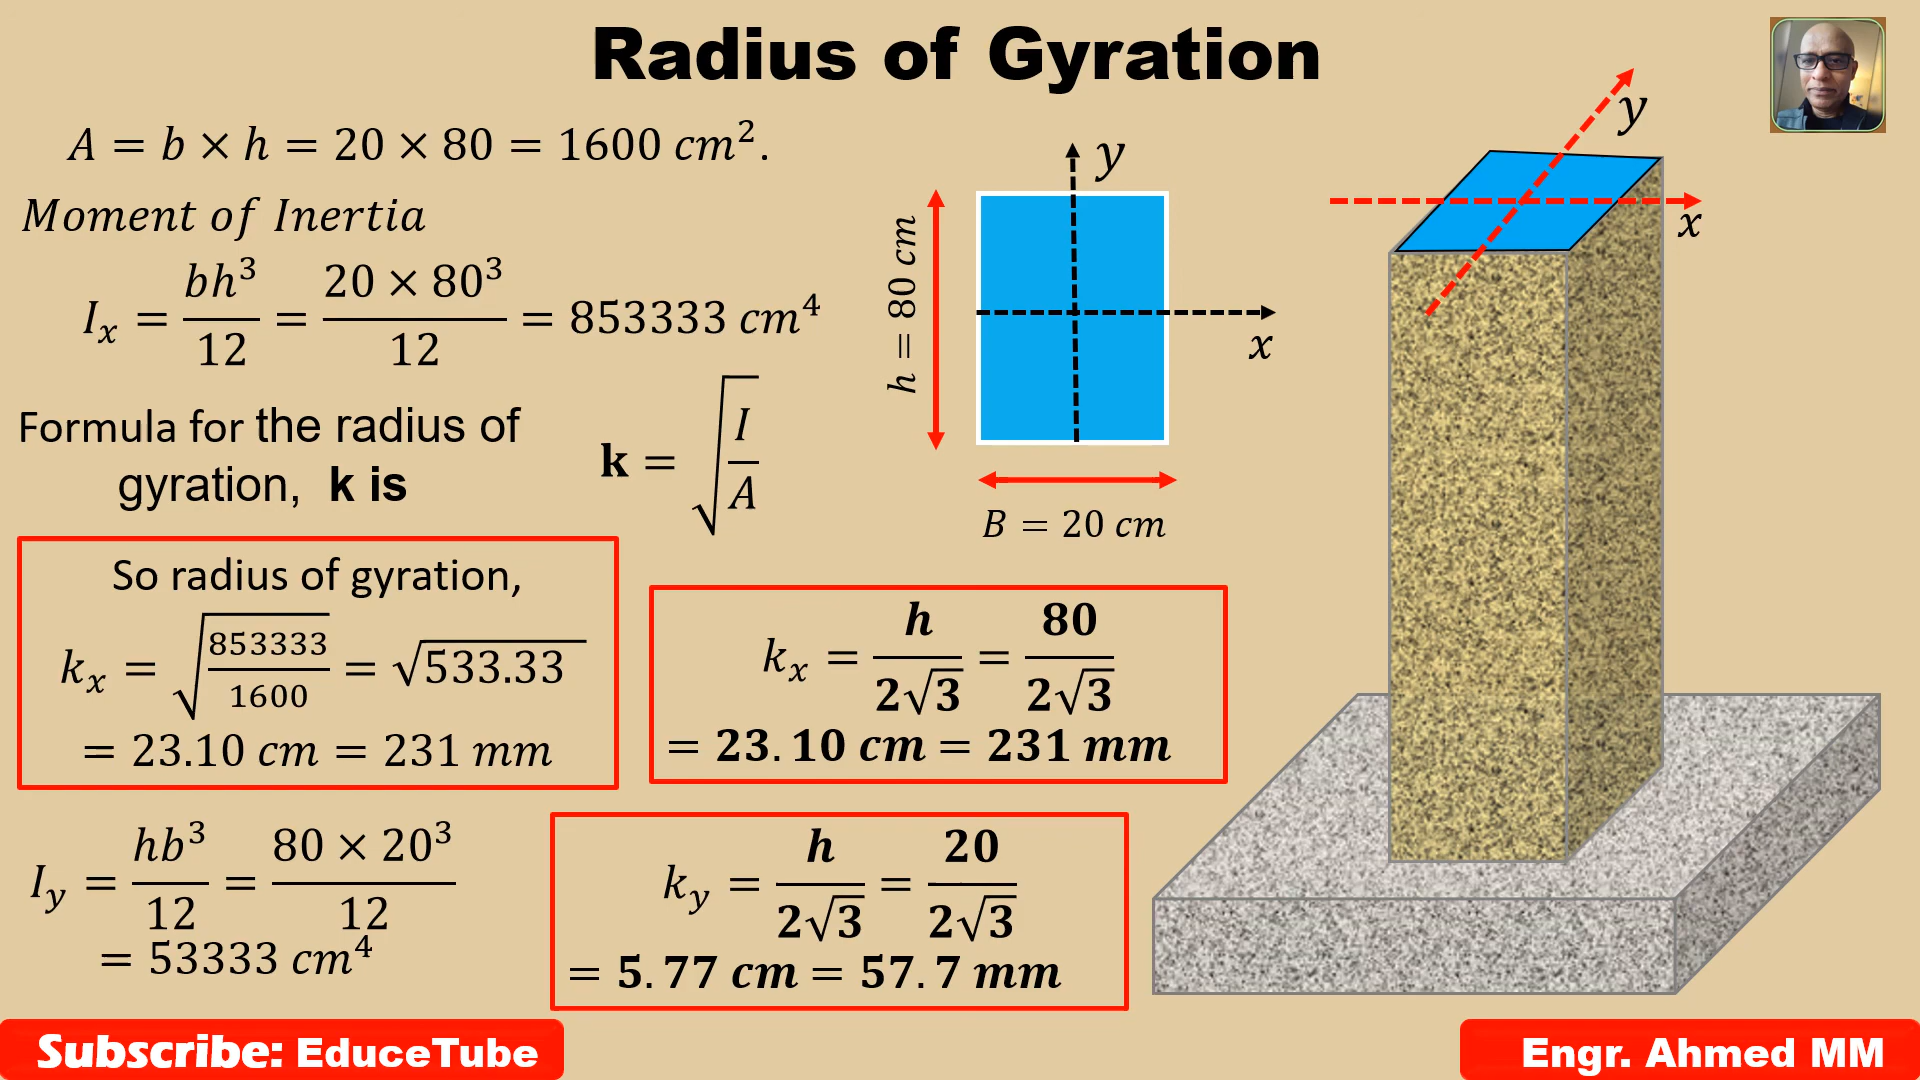 Radius of Gyration
A = b × h = 20 × 80 = 1600 cm².
Moment of Inertia
Iₓ = bh³/12 = 20 × 80³/12 = 853333 cm⁴
Formula for the radius of
gyration, k is
k = √(I/A)
So radius of gyration,
kₓ = √(853333/1600) = √533.33
= 23.10 cm = 231 mm
kₓ = h/2√3 = 80/2√3
= 23.10 cm = 231 mm
I_y = hb³/12 = 80 × 20³/12
= 53333 cm⁴
k_y = h/2√3 = 20/2√3
= 5.77 cm = 57.7 mm
y
x
h = 80 cm
B = 20 cm
y
x
Subscribe: EduceTube
Engr. Ahmed MM